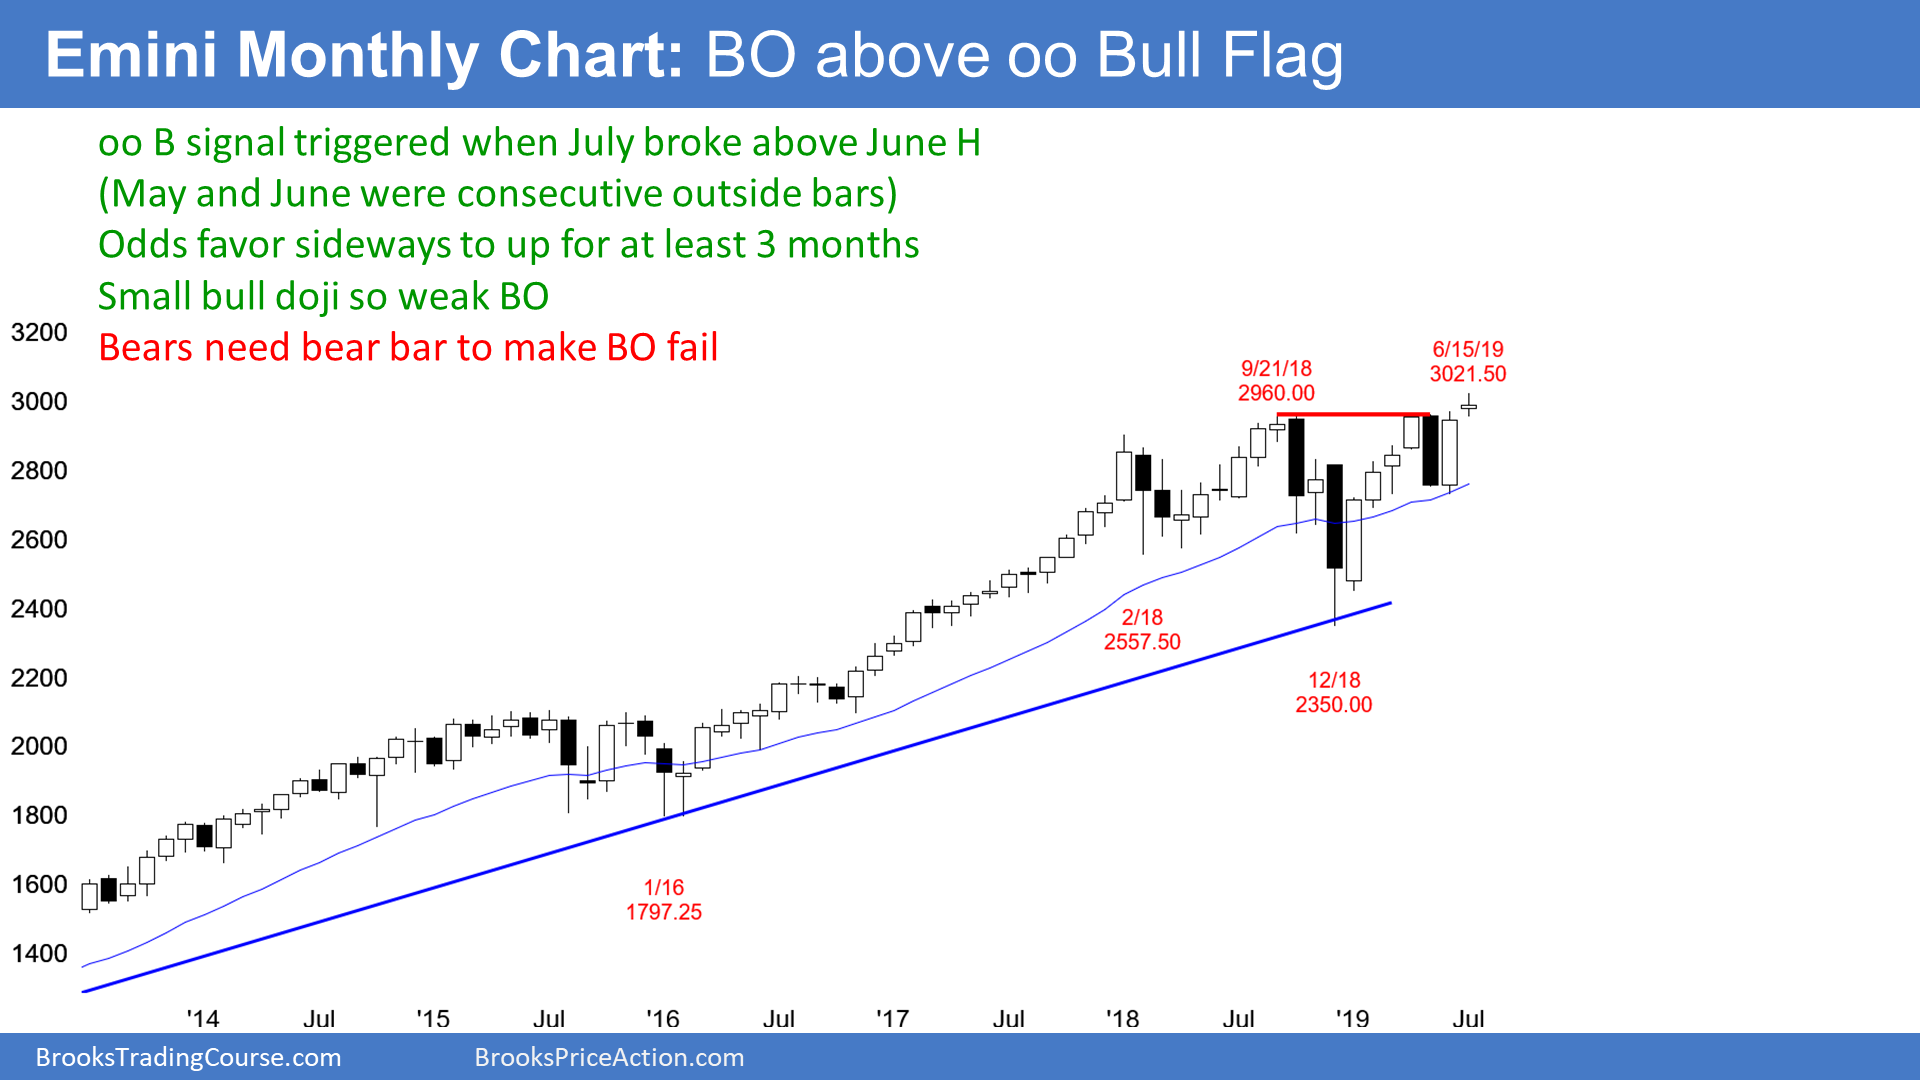 Emini Monthly Chart: BO above oo Bull Flag
oo B signal triggered when July broke above June H
(May and June were consecutive outside bars)
Odds favor sideways to up for at least 3 months
Small bull doji so weak BO
Bears need bear bar to make BO fail
3200
3000
2800
2600
2400
2200
2000
1800
1600
1400
9/21/18
2960.00
6/15/19
3021.50
2/18
2557.50
12/18
2350.00
1/16
1797.25
'14 Jul '15 Jul '16 Jul '17 Jul '18 Jul '19 Jul
BrooksTradingCourse.com BrooksPriceAction.com